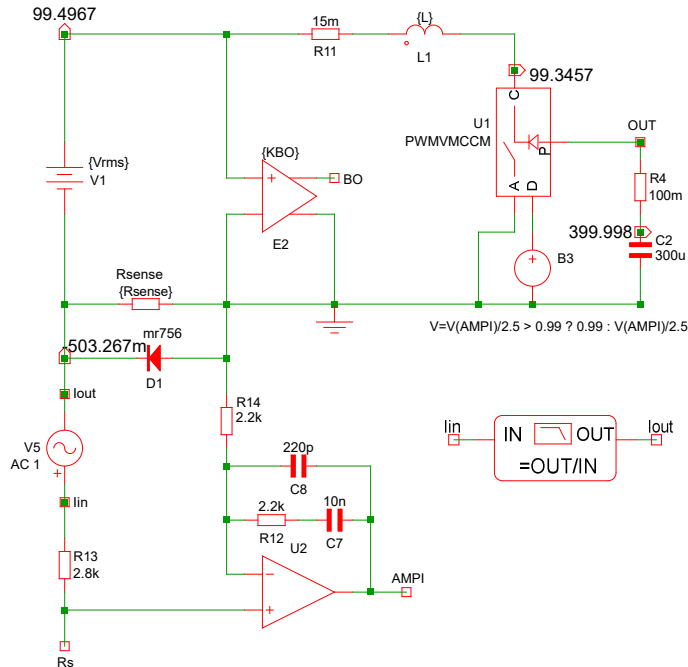 99.4967
15m
R11
{L}
L1
99.3457
C
U1
PWMVMCCM
P
A
D
OUT
R4
100m
399.998
C2
300u
{Vrms}
V1
{KBO}
+
BO
E2
+
B3
Rsense
{Rsense}
V=V(AMPI)/2.5 > 0.99 ? 0.99 : V(AMPI)/2.5
-503.267m
mr756
D1
Iout
R14
2.2k
V5
AC 1
+
220p
C8
Iin
IN
OUT
Iout
=OUT/IN
Iin
2.2k
R12
10n
C7
U2
R13
2.8k
−
+
AMPI
Rs